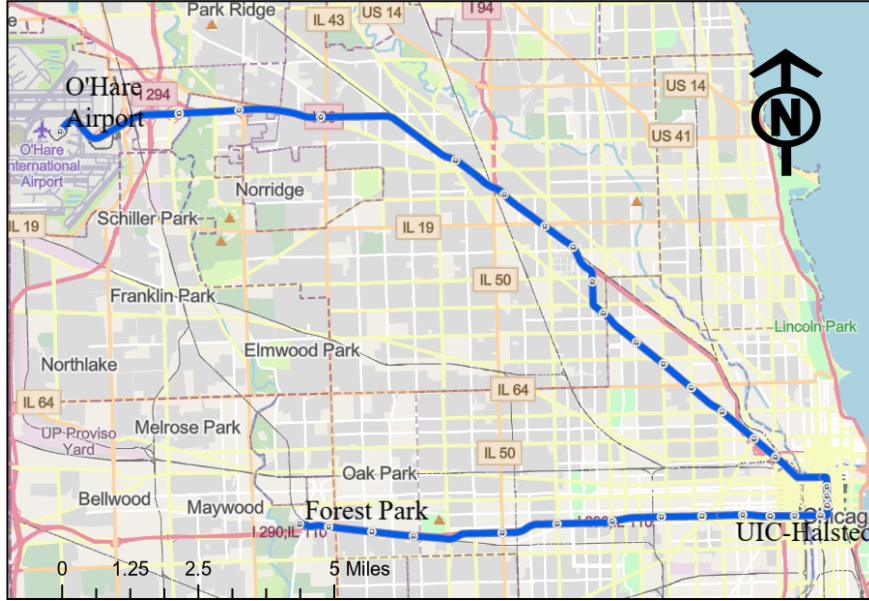 Park Ridge
IL 43
US 14
I 94
O'Hare
Airport
294
US 14
US 41
N
O'Hare
International
Airport
Norridge
Schiller Park
IL 19
IL 19
IL 50
Franklin Park
Lincoln Park
Elmwood Park
Northlake
IL 64
IL 64
Melrose Park
UP Proviso
Yard
IL 50
Oak Park
Bellwood
Maywood
Forest Park
I 290;IL 110
Chicag
UIC-Halsted
0 1.25 2.5 5 Miles